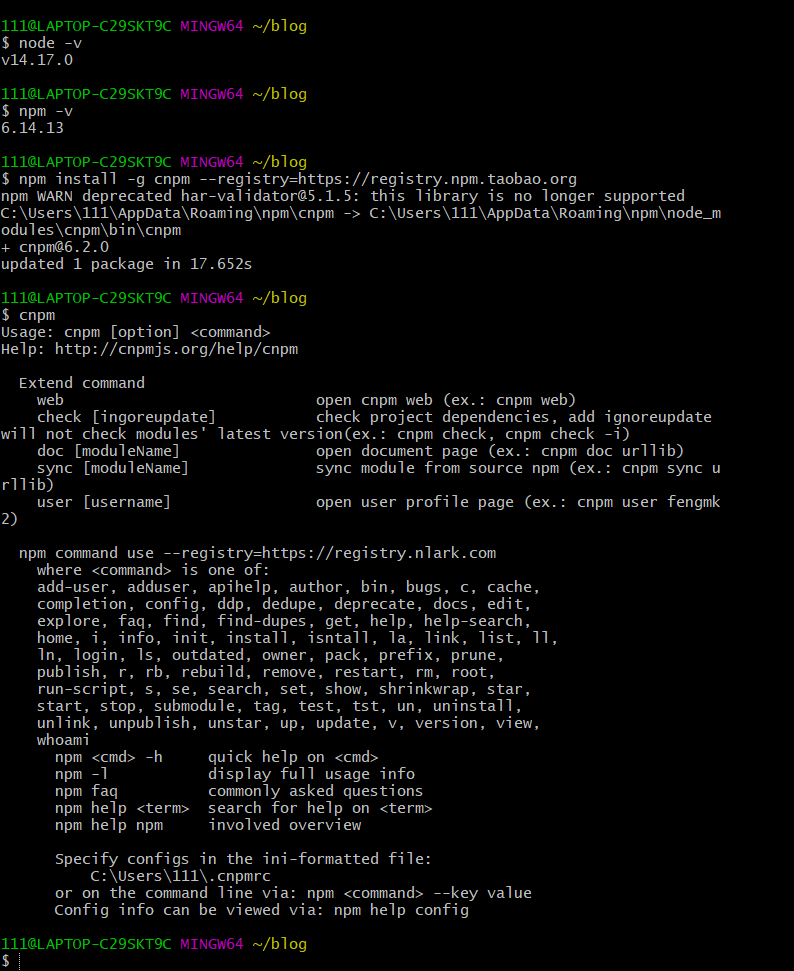 111@LAPTOP-C29SKT9C MINGW64 ~/blog
$ node -v
v14.17.0
111@LAPTOP-C29SKT9C MINGW64 ~/blog
$ npm -v
6.14.13
111@LAPTOP-C29SKT9C MINGW64 ~/blog
$ npm install -g cnpm --registry=https://registry.npm.taobao.org
npm WARN deprecated har-validator@5.1.5: this library is no longer supported
C:\Users\111\AppData\Roaming\npm\cnpm -> C:\Users\111\AppData\Roaming\npm\node_m
odules\cnpm\bin\cnpm
+ cnpm@6.2.0
updated 1 package in 17.652s
111@LAPTOP-C29SKT9C MINGW64 ~/blog
$ cnpm
Usage: cnpm [option] <command>
Help: http://cnpmjs.org/help/cnpm
  Extend command
    web                            open cnpm web (ex.: cnpm web)
    check [ingoreupdate]           check project dependencies, add ignoreupdate
will not check modules' latest version(ex.: cnpm check, cnpm check -i)
    doc [moduleName]               open document page (ex.: cnpm doc urllib)
    sync [moduleName]              sync module from source npm (ex.: cnpm sync u
rllib)
    user [username]                open user profile page (ex.: cnpm user fengmk
2)
  npm command use --registry=https://registry.nlark.com
    where <command> is one of:
    add-user, adduser, apihelp, author, bin, bugs, c, cache,
    completion, config, ddp, dedupe, deprecate, docs, edit,
    explore, faq, find, find-dupes, get, help, help-search,
    home, i, info, init, install, isntall, la, link, list, ll,
    ln, login, ls, outdated, owner, pack, prefix, prune,
    publish, r, rb, rebuild, remove, restart, rm, root,
    run-script, s, se, search, set, show, shrinkwrap, star,
    start, stop, submodule, tag, test, tst, un, uninstall,
    unlink, unpublish, unstar, up, update, v, version, view,
    whoami
      npm <cmd> -h     quick help on <cmd>
      npm -l           display full usage info
      npm faq          commonly asked questions
      npm help <term>  search for help on <term>
      npm help npm     involved overview
      Specify configs in the ini-formatted file:
          C:\Users\111\.cnpmrc
      or on the command line via: npm <command> --key value
      Config info can be viewed via: npm help config
111@LAPTOP-C29SKT9C MINGW64 ~/blog
$